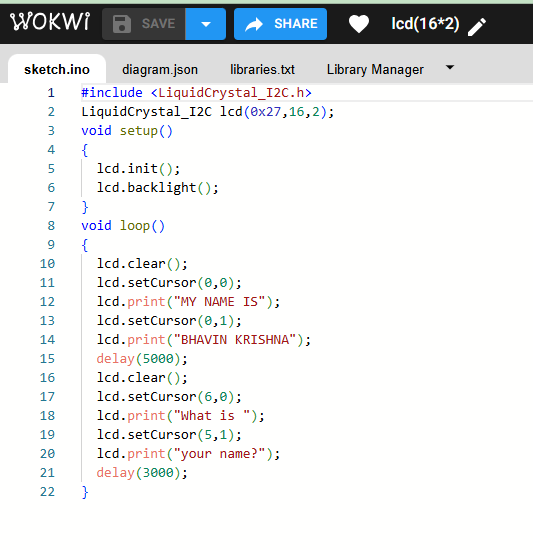 WOKWi SAVE SHARE lcd(16*2)
sketch.ino diagram.json libraries.txt Library Manager
1 #include <LiquidCrystal_I2C.h>
2 LiquidCrystal_I2C lcd(0x27,16,2);
3 void setup()
4 {
5 lcd.init();
6 lcd.backlight();
7 }
8 void loop()
9 {
10 lcd.clear();
11 lcd.setCursor(0,0);
12 lcd.print("MY NAME IS");
13 lcd.setCursor(0,1);
14 lcd.print("BHAVIN KRISHNA");
15 delay(5000);
16 lcd.clear();
17 lcd.setCursor(6,0);
18 lcd.print("What is ");
19 lcd.setCursor(5,1);
20 lcd.print("your name?");
21 delay(3000);
22 }